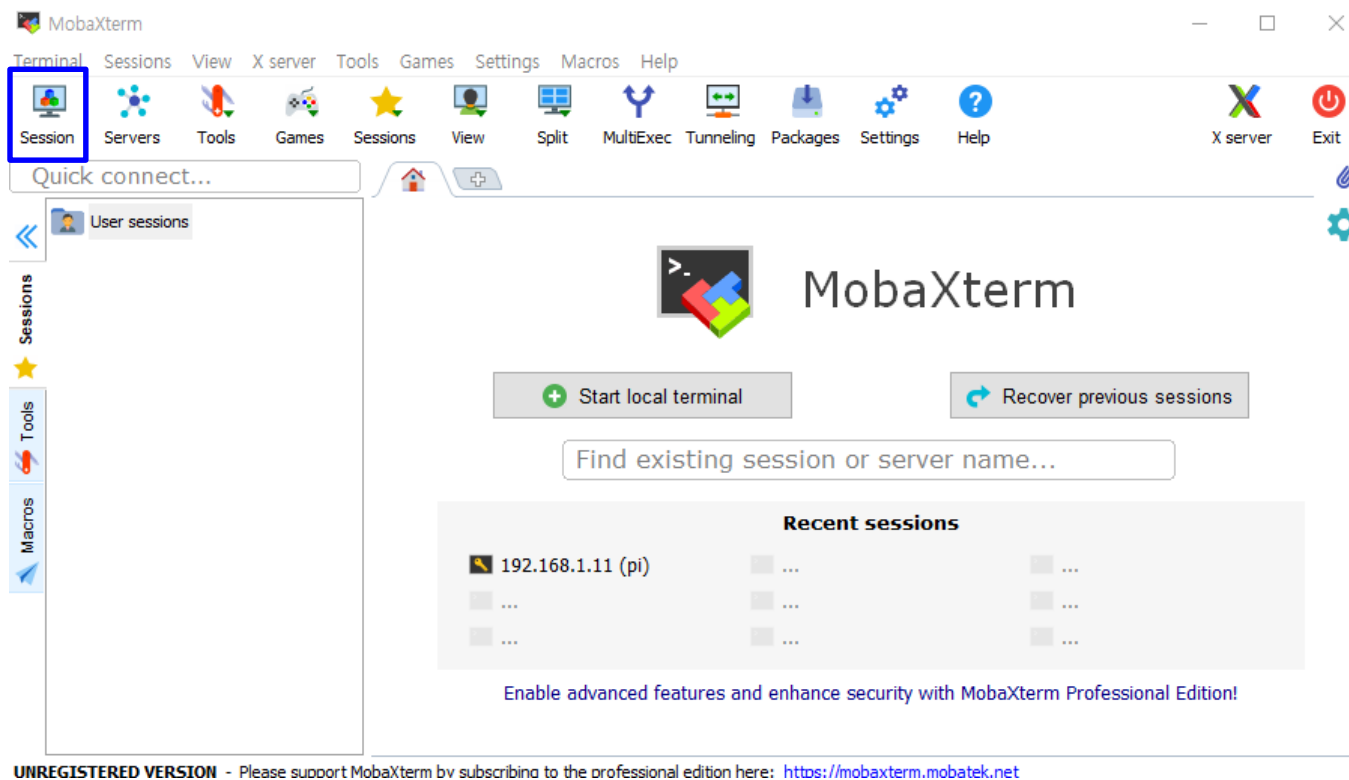 MobaXterm
Terminal Sessions View X server Tools Games Settings Macros Help
Session Servers Tools Games Sessions View Split MultiExec Tunneling Packages Settings Help X server Exit
Quick connect...
User sessions
Sessions
Tools
Macros
>_
MobaXterm
Start local terminal
Recover previous sessions
Find existing session or server name...
Recent sessions
192.168.1.11 (pi) ... ...
... ... ...
... ... ...
Enable advanced features and enhance security with MobaXterm Professional Edition!
UNREGISTERED VERSION - Please support MobaXterm by subscribing to the professional edition here: https://mobaxterm.mobatek.net